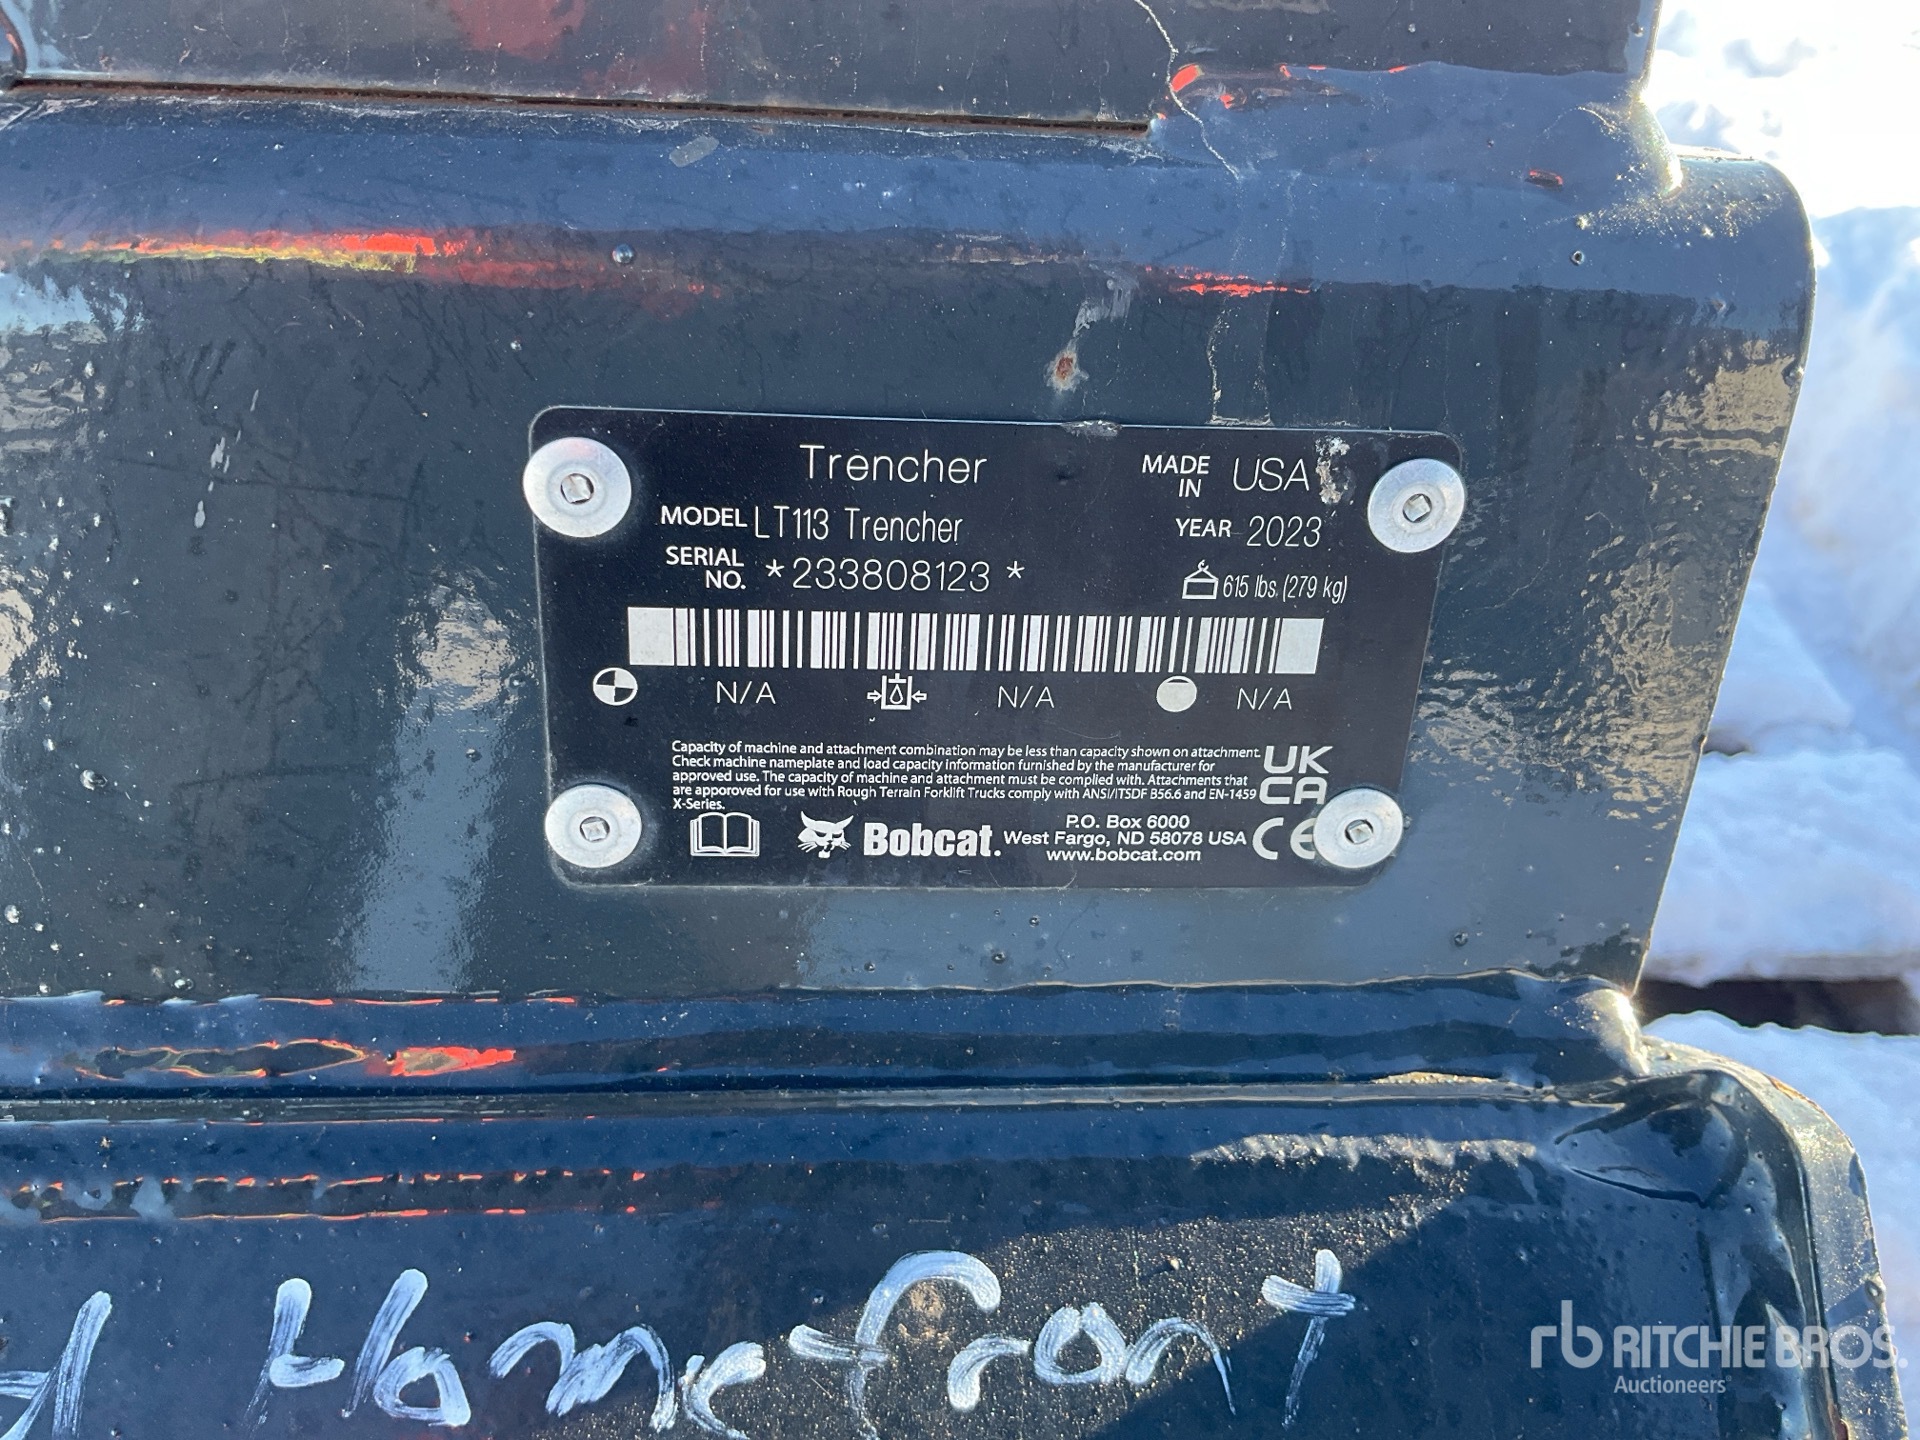 Trencher
MADE IN USA
MODEL LT113 Trencher
YEAR 2023
SERIAL NO. *233808123*
615 lbs. (279 kg)
N/A N/A N/A
Capacity of machine and attachment combination may be less than capacity shown on attachment.
Check machine nameplate and load capacity information furnished by the manufacturer for
approved use. The capacity of machine and attachment must be complied with. Attachments that
are apporoved for use with Rough Terrain Forklift Trucks comply with ANSI/ITSDF B56.6 and EN-1459
X-Series.
UK
CA
Bobcat.
P.O. Box 6000
West Fargo, ND 58078 USA
www.bobcat.com
CE
Homefront
rb RITCHIE BROS.
Auctioneers